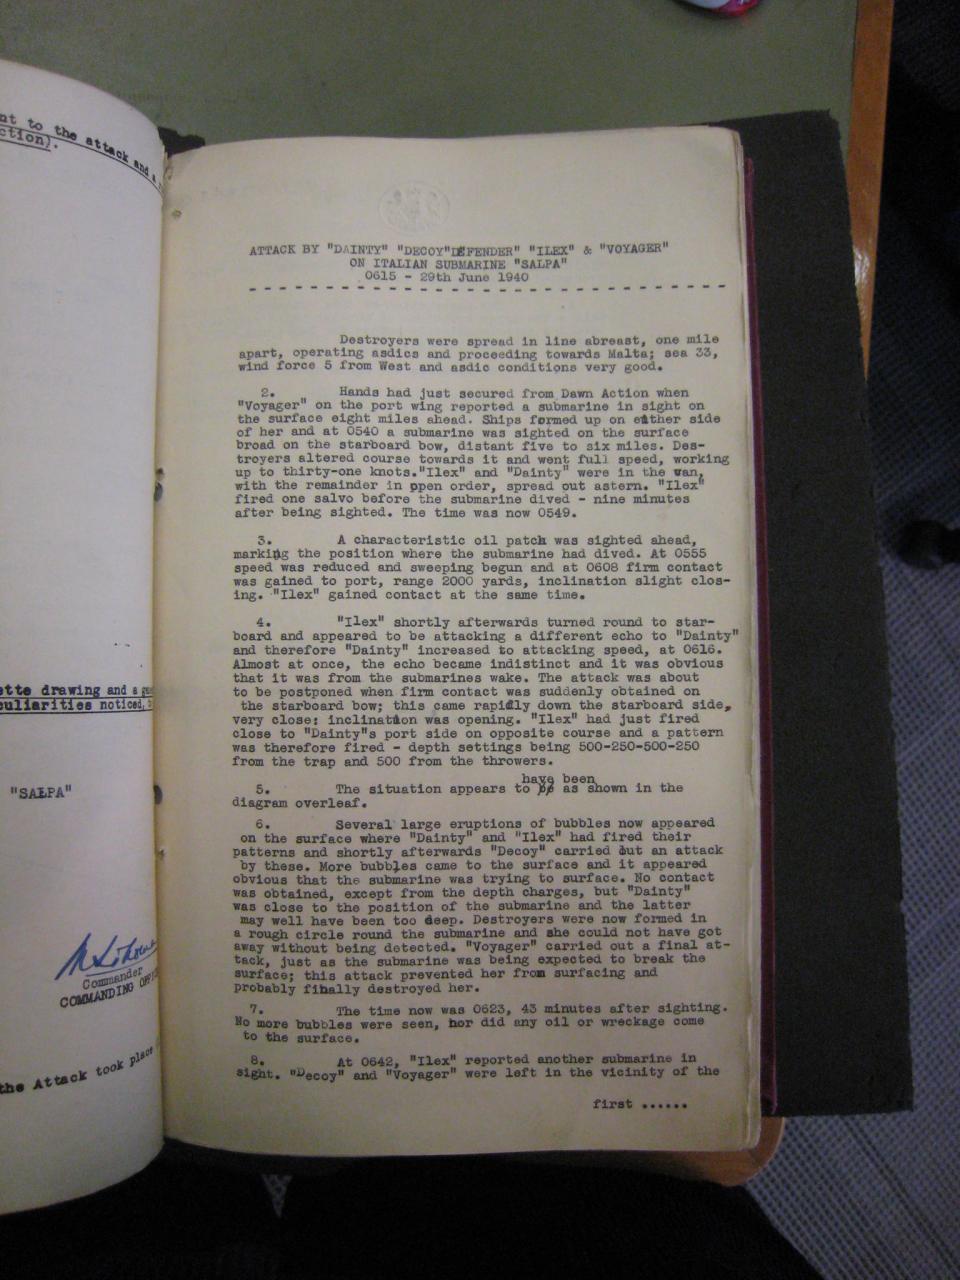 nt to the attack and a
ction).
ette drawing and a
uliarities noticed,
"SALPA"
Commander
COMMANDING
the Attack took place
ATTACK BY "DAINTY" "DECOY"DEFENDER" "ILEX" & "VOYAGER"
ON ITALIAN SUBMARINE "SALPA"
0615 - 29th June 1940
Destroyers were spread in line abreast, one mile
apart, operating asdics and proceeding towards Malta; sea 33,
wind force 5 from West and asdic conditions very good.
2. Hands had just secured from Dawn Action when
"Voyager" on the port wing reported a submarine in sight on
the surface eight miles ahead. Ships formed up on either side
of her and at 0540 a submarine was sighted on the surface
broad on the starboard bow, distant five to six miles. Des-
troyers altered course towards it and went full speed, working
up to thirty-one knots."Ilex" and "Dainty" were in the van,
with the remainder in open order, spread out astern. "Ilex"
fired one salvo before the submarine dived - nine minutes
after being sighted. The time was now 0549.
3. A characteristic oil patch was sighted ahead,
marking the position where the submarine had dived. At 0555
speed was reduced and sweeping begun and at 0608 firm contact
was gained to port, range 2000 yards, inclination slight clos-
ing. "Ilex" gained contact at the same time.
4. "Ilex" shortly afterwards turned round to star-
board and appeared to be attacking a different echo to "Dainty"
and therefore "Dainty" increased to attacking speed, at 0616.
Almost at once, the echo became indistinct and it was obvious
that it was from the submarines wake. The attack was about
to be postponed when firm contact was suddenly obtained on
the starboard bow; this came rapidly down the starboard side,
very close: inclination was opening. "Ilex" had just fired
close to "Dainty"s port side on opposite course and a pattern
was therefore fired - depth settings being 500-250-500-250
from the trap and 500 from the throwers.
have been
5. The situation appears to as shown in the
diagram overleaf.
6. Several large eruptions of bubbles now appeared
on the surface where "Dainty" and "Ilex" had fired their
patterns and shortly afterwards "Decoy" carried out an attack
by these. More bubbles came to the surface and it appeared
obvious that the submarine was trying to surface. No contact
was obtained, except from the depth charges, but "Dainty"
was close to the position of the submarine and the latter
may well have been too deep. Destroyers were now formed in
a rough circle round the submarine and she could not have got
away without being detected. "Voyager" carried out a final at-
tack, just as the submarine was being expected to break the
surface; this attack prevented her from surfacing and
probably finally destroyed her.
7. The time now was 0623, 43 minutes after sighting.
No more bubbles were seen, nor did any oil or wreckage come
to the surface.
8. At 0642, "Ilex" reported another submarine in
sight. "Decoy" and "Voyager" were left in the vicinity of the
first ......